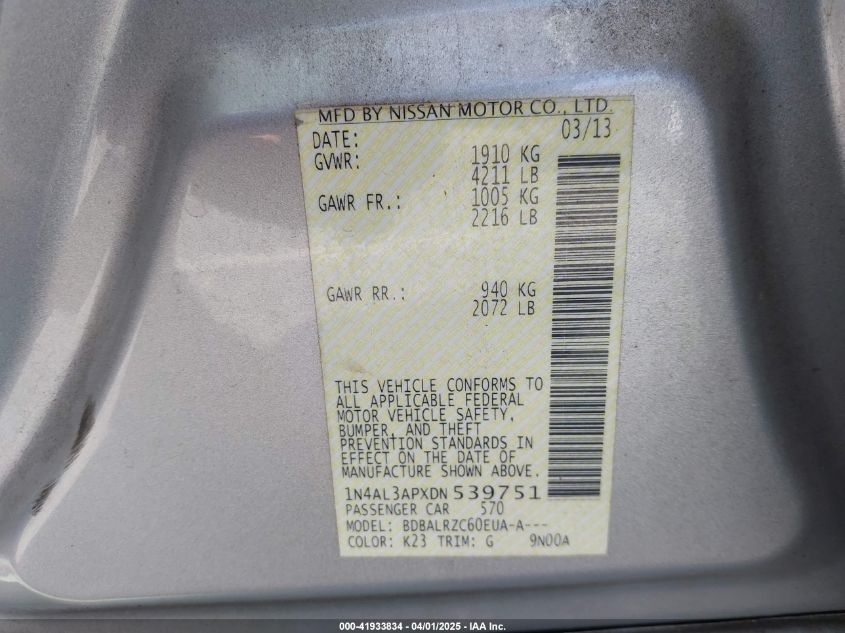 MFD BY NISSAN MOTOR CO., LTD.
DATE: 03/13
GVWR: 1910 KG
4211 LB
GAWR FR.: 1005 KG
2216 LB
GAWR RR.: 940 KG
2072 LB
THIS VEHICLE CONFORMS TO
ALL APPLICABLE FEDERAL
MOTOR VEHICLE SAFETY,
BUMPER, AND THEFT
PREVENTION STANDARDS IN
EFFECT ON THE DATE OF
MANUFACTURE SHOWN ABOVE.
1N4AL3APXDN539751
PASSENGER CAR 570
MODEL: BDBALRZC60EUA-A---
COLOR: K23 TRIM: G 9N00A
000-41933834 - 04/01/2025 - IAA Inc.